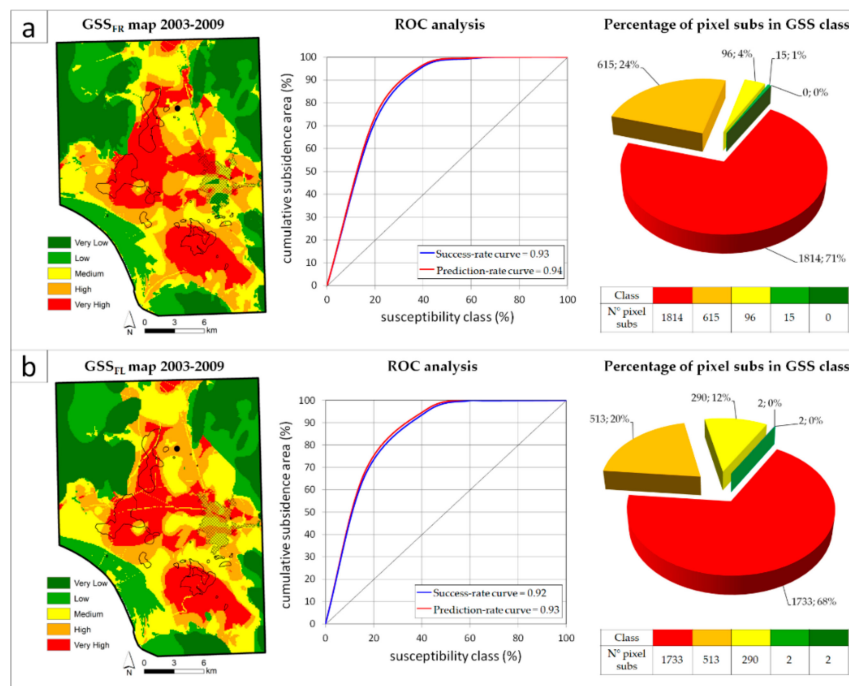 a
GSSFR map 2003-2009
Very Low
Low
Medium
High
Very High
N
0 3 6
km
ROC analysis
cumulative subsidence area (%)
100
90
80
70
60
50
40
30
20
10
0
0 20 40 60 80 100
susceptibility class (%)
Success-rate curve = 0.93
Prediction-rate curve = 0.94
Percentage of pixel subs in GSS class
615; 24%
96; 4%
15; 1%
0; 0%
1814; 71%
Class
N° pixel subs 1814 615 96 15 0
b
GSSFL map 2003-2009
Very Low
Low
Medium
High
Very High
N
0 3 6
km
ROC analysis
cumulative subsidence area (%)
100
90
80
70
60
50
40
30
20
10
0
0 20 40 60 80 100
susceptibility class (%)
Success-rate curve = 0.92
Prediction-rate curve = 0.93
Percentage of pixel subs in GSS class
513; 20%
290; 12%
2; 0%
2; 0%
1733; 68%
Class
N° pixel subs 1733 513 290 2 2